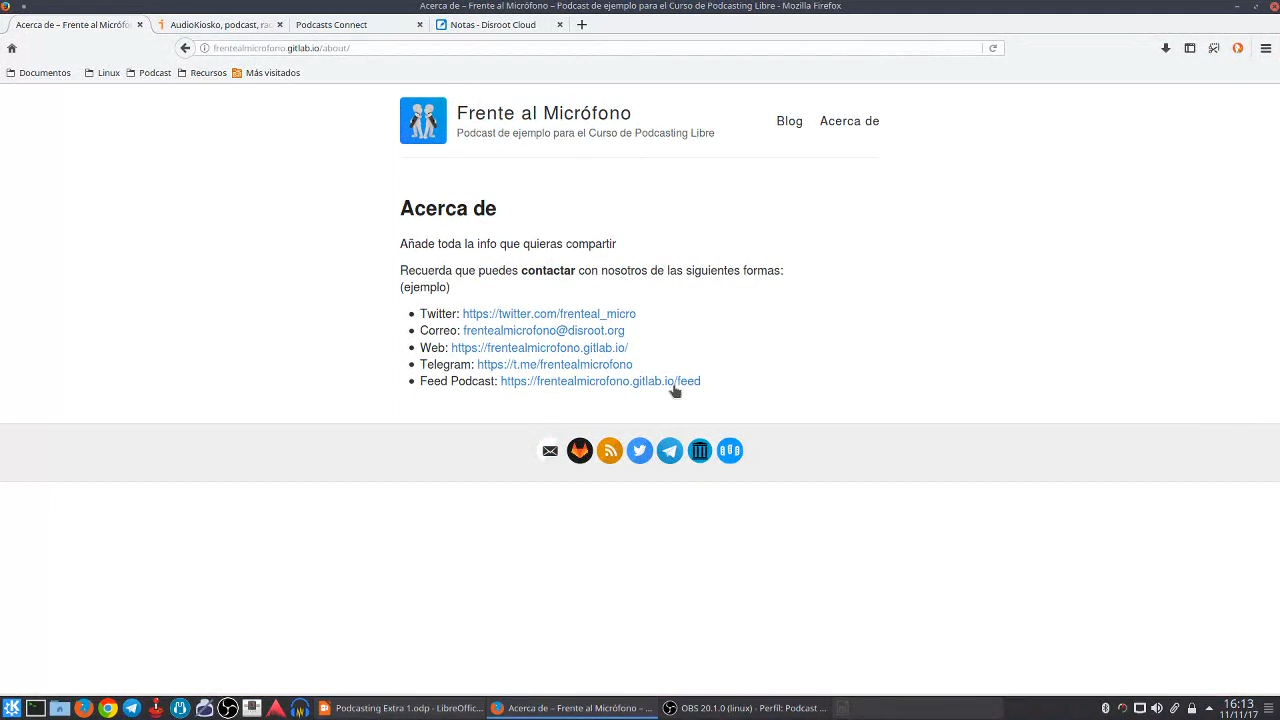 Acerca de – Frente al Micrófono – Podcast de ejemplo para el Curso de Podcasting Libre - Mozilla Firefox
Acerca de – Frente al Micrófo
AudioKiosko, podcast, rad
Podcasts Connect
Notas - Disroot Cloud
frentealmicrofono.gitlab.io/about/
Documentos
Linux
Podcast
Recursos
Más visitados
Frente al Micrófono
Podcast de ejemplo para el Curso de Podcasting Libre
Blog
Acerca de
Acerca de
Añade toda la info que quieras compartir
Recuerda que puedes contactar con nosotros de las siguientes formas:
(ejemplo)
Twitter: https://twitter.com/frenteal_micro
Correo: frentealmicrofono@disroot.org
Web: https://frentealmicrofono.gitlab.io/
Telegram: https://t.me/frentealmicrofono
Feed Podcast: https://frentealmicrofono.gitlab.io/feed
Podcasting Extra 1.odp - LibreOffic...
Acerca de – Frente al Micrófono – ...
OBS 20.1.0 (linux) - Perfil: Podcast ...
16:13
11/11/17